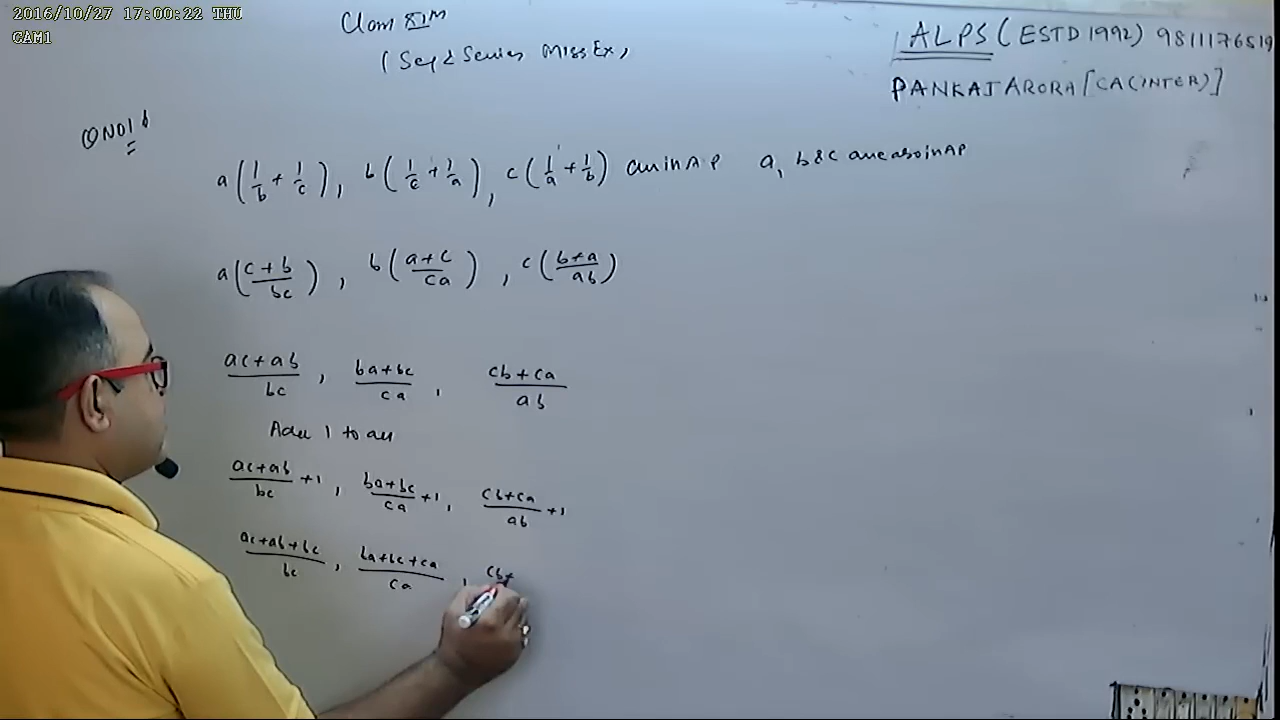 2016/10/27 17:00:22 THU
CAM1
Class XI M
(Seq & Series Miss Ex)
ALPS (ESTD 1992) 9811176519
PANKAJ ARORA [CA(INTER)]
QNO16
a(1/b + 1/c), b(1/c + 1/a), c(1/a + 1/b) are in A P a, b & c are also in AP
a((c+b)/bc), b((a+c)/ca), c((b+a)/ab)
(ac+ab)/bc, (ba+bc)/ca, (cb+ca)/ab
Add 1 to all
(ac+ab)/bc +1, (ba+bc)/ca +1, (cb+ca)/ab +1
(ac+ab+bc)/bc, (ba+bc+ca)/ca, cb+